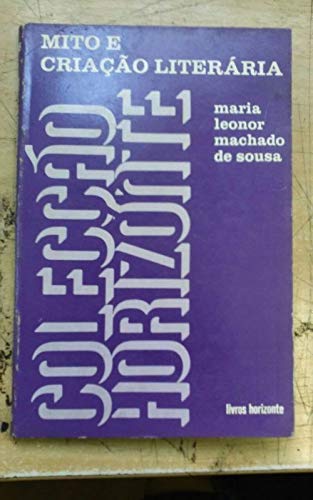 MITO E
CRIAÇÃO LITERÁRIA
maria
leonor
machado
de sousa
COLECÇÃO
HORIZONTE
livros horizonte